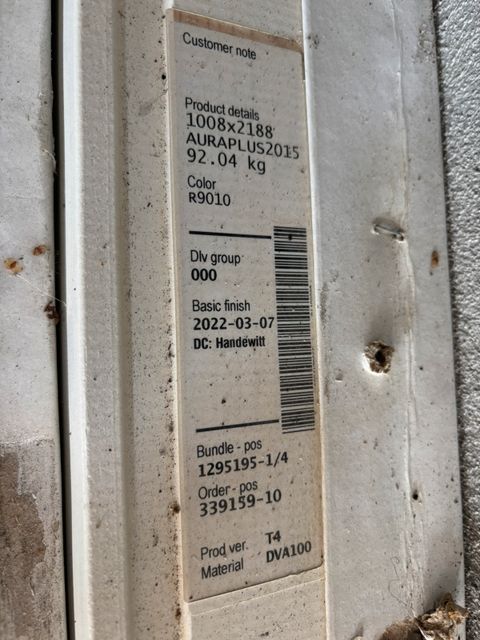 Customer note
Product details
1008x2188
AURAPLUS2015
92.04 kg
Color
R9010
Dlv group
000
Basic finish
2022-03-07
DC: Handewitt
Bundle - pos
1295195-1/4
Order - pos
339159-10
Prod ver. T4
Material DVA100